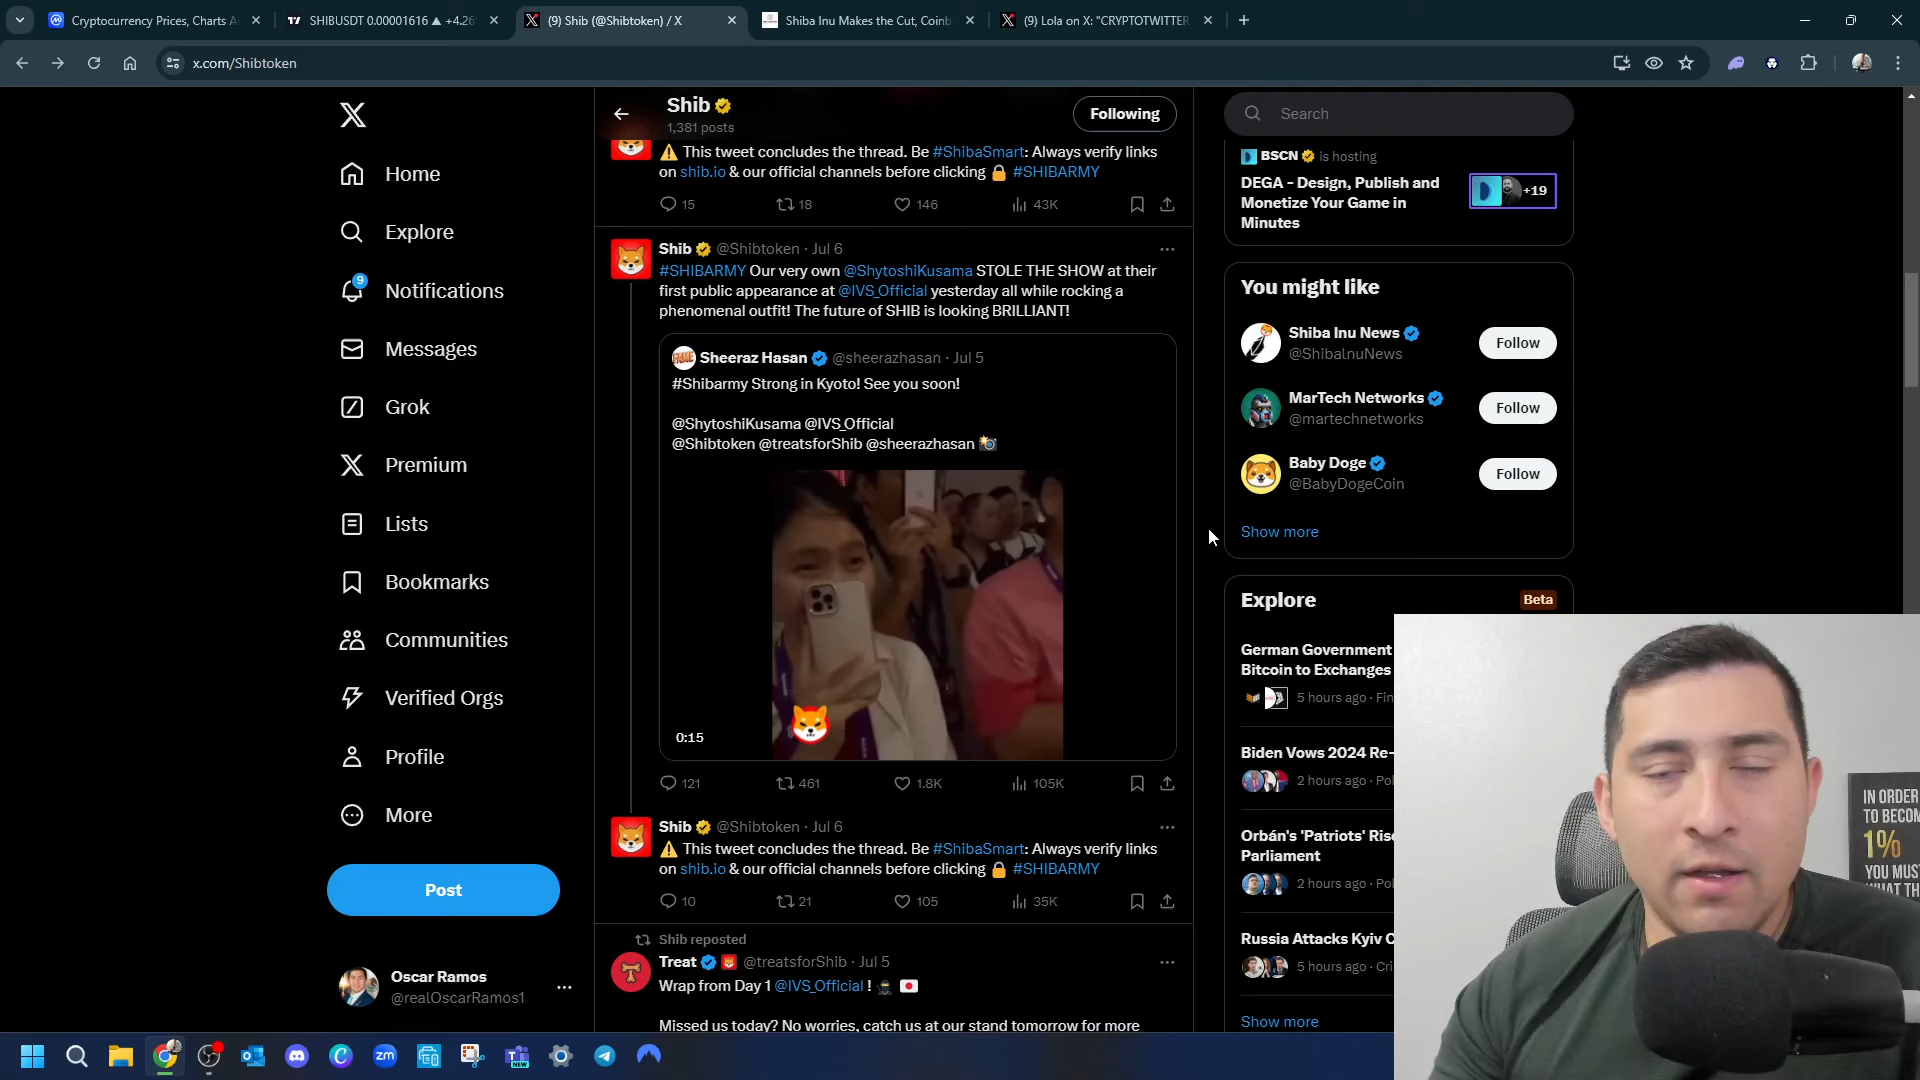 Cryptocurrency Prices, Charts A
SHIBUSDT 0.00001616 ▲ +4.26
(9) Shib (@Shibtoken) / X
Shiba Inu Makes the Cut, Coinb
(9) Lola on X: "CRYPTOTWITTER
x.com/Shibtoken
Home
Explore
9
Notifications
Messages
Grok
Premium
Lists
Bookmarks
Communities
Verified Orgs
Profile
More
Post
Oscar Ramos
@realOscarRamos1
Shib
1,381 posts
Following
⚠️ This tweet concludes the thread. Be #ShibaSmart: Always verify links
on shib.io & our official channels before clicking 🔒 #SHIBARMY
15 18 146 43K
Shib @Shibtoken · Jul 6
#SHIBARMY Our very own @ShytoshiKusama STOLE THE SHOW at their
first public appearance at @IVS_Official yesterday all while rocking a
phenomenal outfit! The future of SHIB is looking BRILLIANT!
Sheeraz Hasan @sheerazhasan · Jul 5
#Shibarmy Strong in Kyoto! See you soon!
@ShytoshiKusama @IVS_Official
@Shibtoken @treatsforShib @sheerazhasan 📸
0:15
121 461 1.8K 105K
Shib @Shibtoken · Jul 6
⚠️ This tweet concludes the thread. Be #ShibaSmart: Always verify links
on shib.io & our official channels before clicking 🔒 #SHIBARMY
10 21 105 35K
Shib reposted
Treat @treatsforShib · Jul 5
Wrap from Day 1 @IVS_Official ! 🥷 🇯🇵
Missed us today? No worries, catch us at our stand tomorrow for more
Search
BSCN is hosting
DEGA - Design, Publish and
Monetize Your Game in
Minutes
+19
You might like
Shiba Inu News
@ShibaInuNews
Follow
MarTech Networks
@martechnetworks
Follow
Baby Doge
@BabyDogeCoin
Follow
Show more
Explore
Beta
German Government
Bitcoin to Exchanges
5 hours ago · Fin
Biden Vows 2024 Re-
2 hours ago · Pol
Orbán's 'Patriots' Rise
Parliament
2 hours ago · Pol
Russia Attacks Kyiv C
5 hours ago · Cri
Show more
IN ORDER
TO BECOM
1%
YOU MUS
WHAT TH